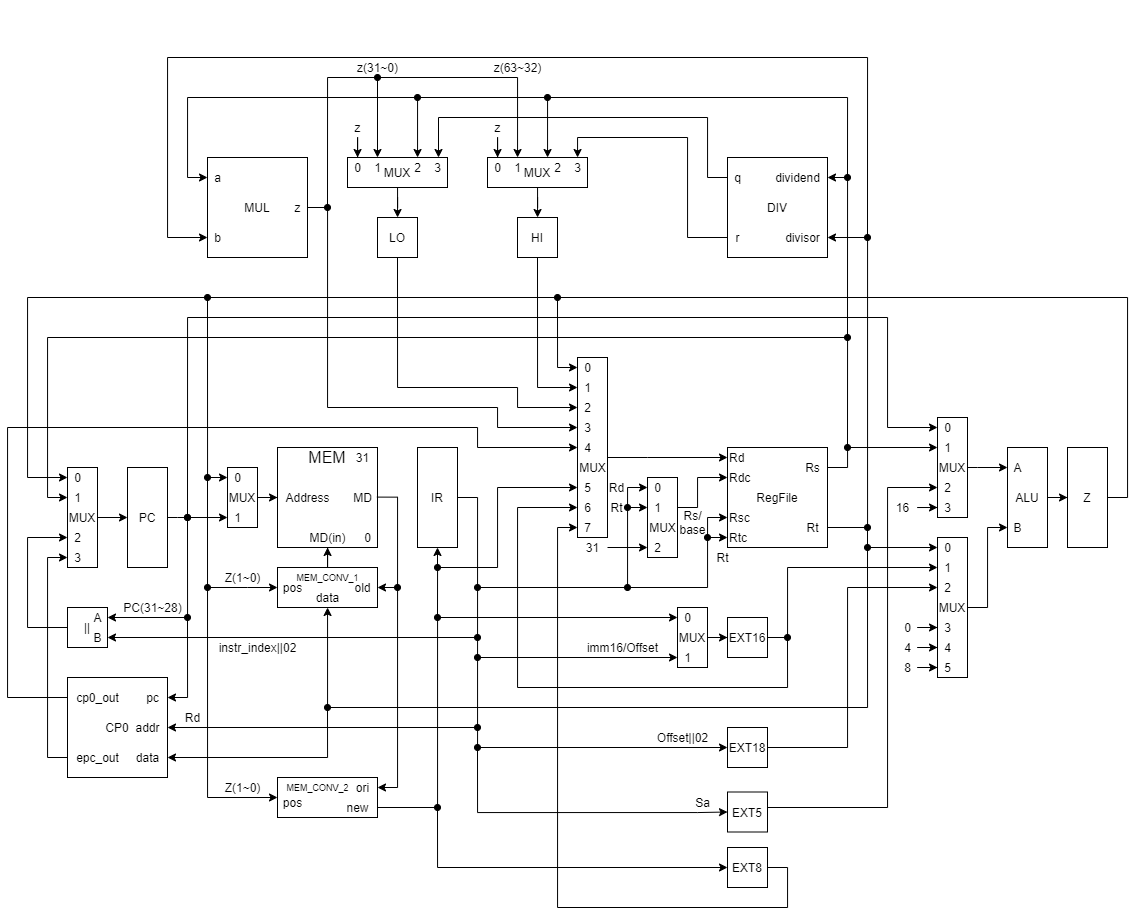 z(31~0)
z(63~32)
z
z
0 1 2 3
MUX
0 1 2 3
MUX
a
MUL
z
b
q
dividend
DIV
r
divisor
LO
HI
0
1
2
3
4
MUX
5
6
7
0
1
MUX
2
3
PC
0
MUX
1
MEM 31
Address
MD
MD(in)
0
IR
Rd
Rt
31
0
1
MUX
2
Rs/
base
Rd
Rdc
Rs
RegFile
Rsc
Rtc
Rt
Rt
0
1
MUX
2
3
16
A
ALU
B
Z
0
1
2
MUX
3
4
5
0
4
8
Z(1~0)
MEM_CONV_1
pos
old
data
PC(31~28)
A
||
B
instr_index||02
imm16/Offset
0
MUX
1
EXT16
cp0_out
pc
CP0
addr
epc_out
data
Rd
Offset||02
EXT18
Z(1~0)
MEM_CONV_2
ori
pos
new
Sa
EXT5
EXT8